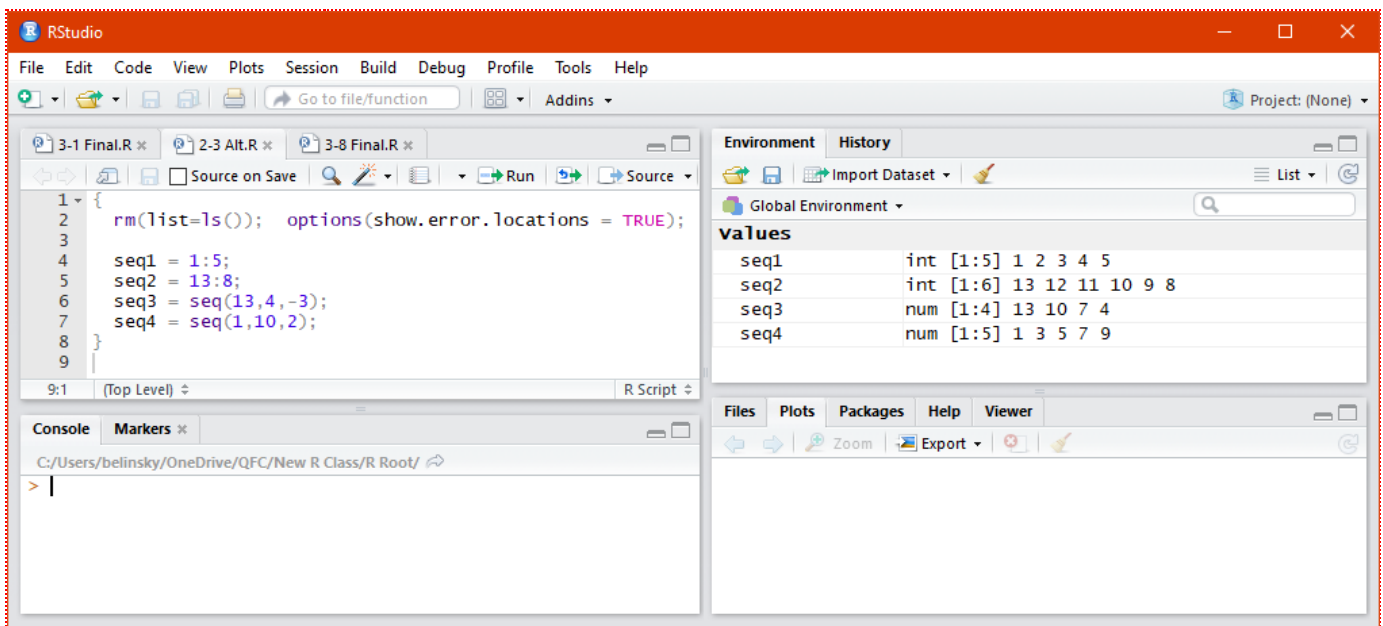 RStudio
File Edit Code View Plots Session Build Debug Profile Tools Help
Go to file/function Addins Project: (None)
3-1 Final.R 2-3 Alt.R 3-8 Final.R
Source on Save Run Source
1 {
2 rm(list=ls()); options(show.error.locations = TRUE);
3
4 seq1 = 1:5;
5 seq2 = 13:8;
6 seq3 = seq(13,4,-3);
7 seq4 = seq(1,10,2);
8 }
9
9:1 (Top Level) R Script
Console Markers
C:/Users/belinsky/OneDrive/QFC/New R Class/R Root/
>
Environment History
Import Dataset List
Global Environment
Values
seq1 int [1:5] 1 2 3 4 5
seq2 int [1:6] 13 12 11 10 9 8
seq3 num [1:4] 13 10 7 4
seq4 num [1:5] 1 3 5 7 9
Files Plots Packages Help Viewer
Zoom Export